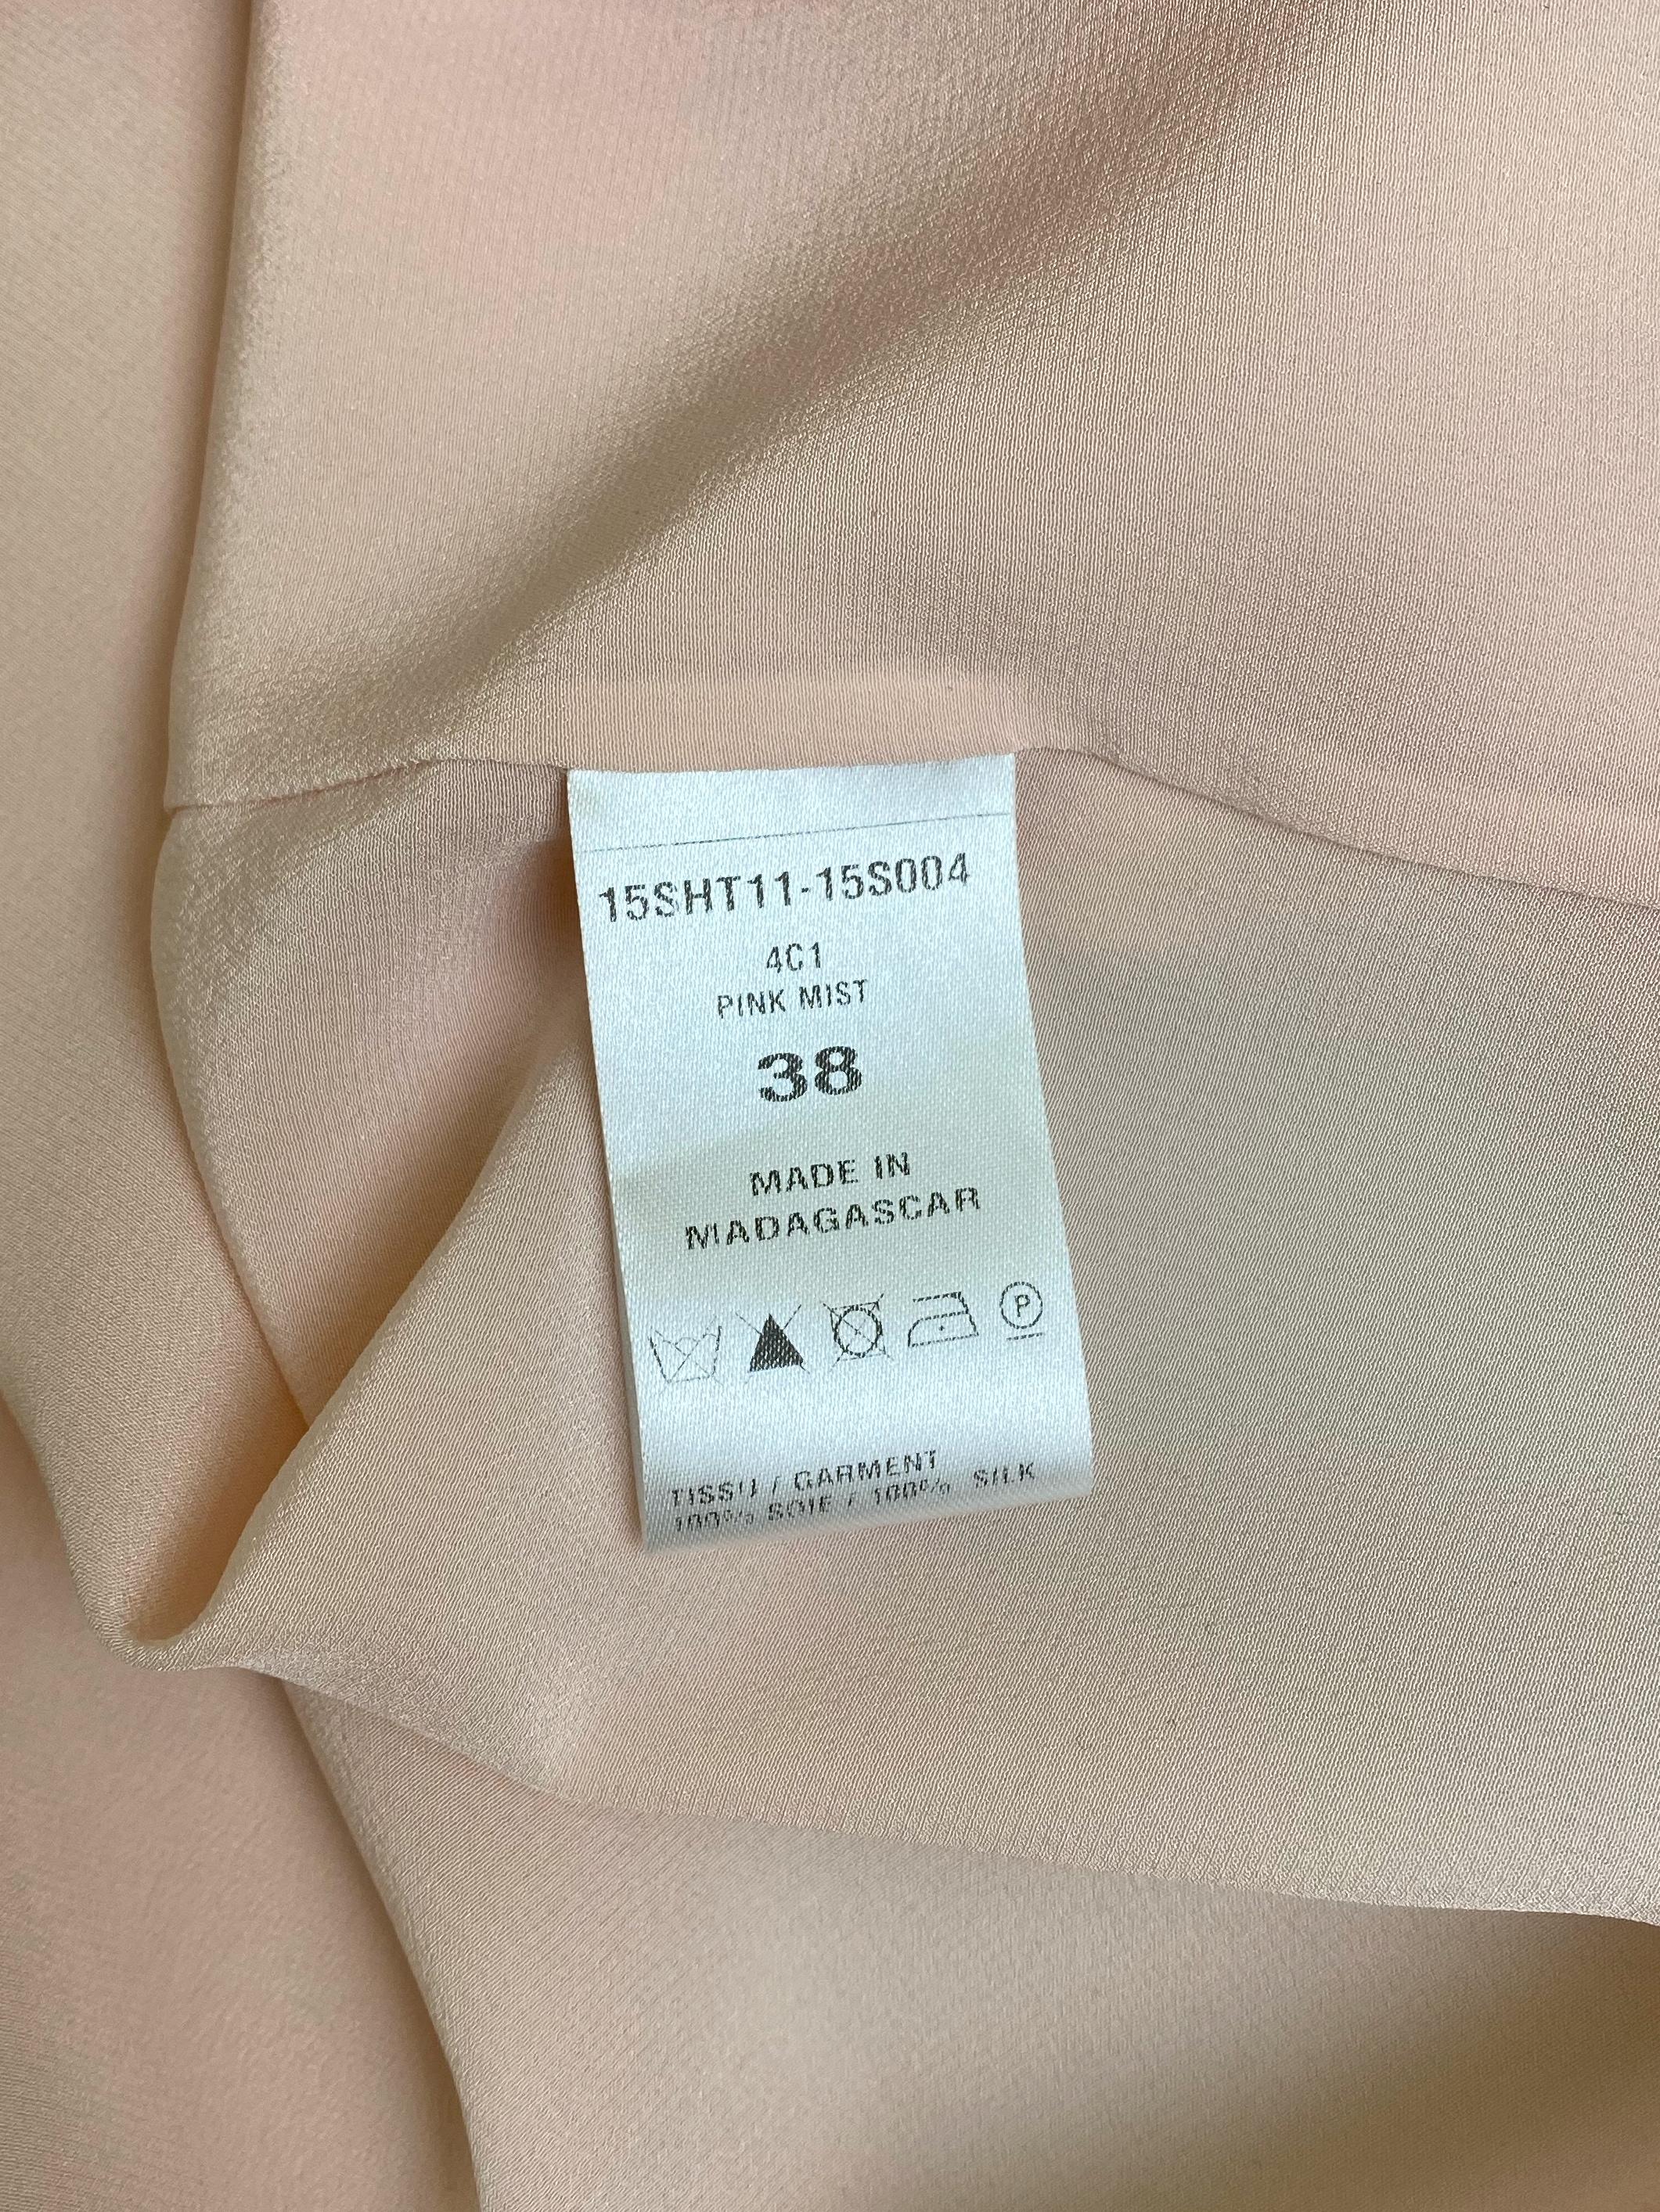 15SHT11-15S004
4C1
PINK MIST
38
MADE IN
MADAGASCAR
P
TISSU / GARMENT
100% SOIE / 100% SILK